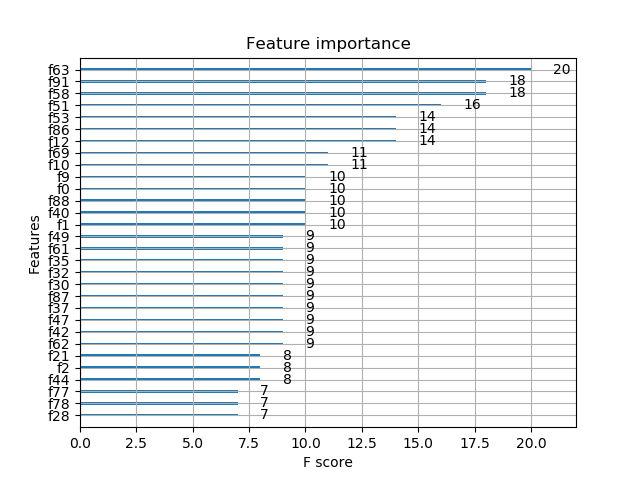 Feature importance
f63 20
f91 18
f58 18
f51 16
f53 14
f86 14
f12 14
f69 11
f10 11
f9 10
f0 10
f88 10
f40 10
f1 10
f49 9
f61 9
f35 9
f32 9
f30 9
f87 9
f37 9
f47 9
f42 9
f62 9
f21 8
f2 8
f44 8
f77 7
f78 7
f28 7
Features
0.0 2.5 5.0 7.5 10.0 12.5 15.0 17.5 20.0
F score